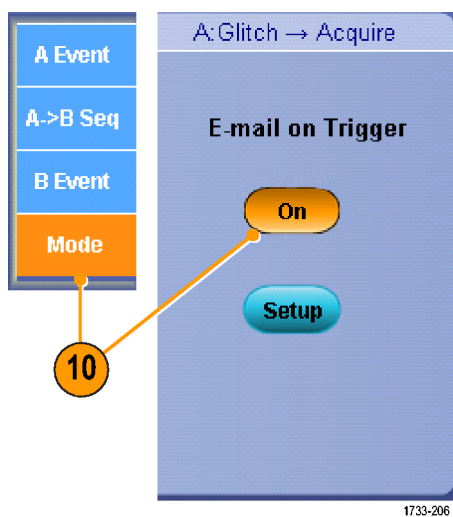 A Event
A->B Seq
B Event
Mode
10
A:Glitch → Acquire
E-mail on Trigger
On
Setup
1733-206